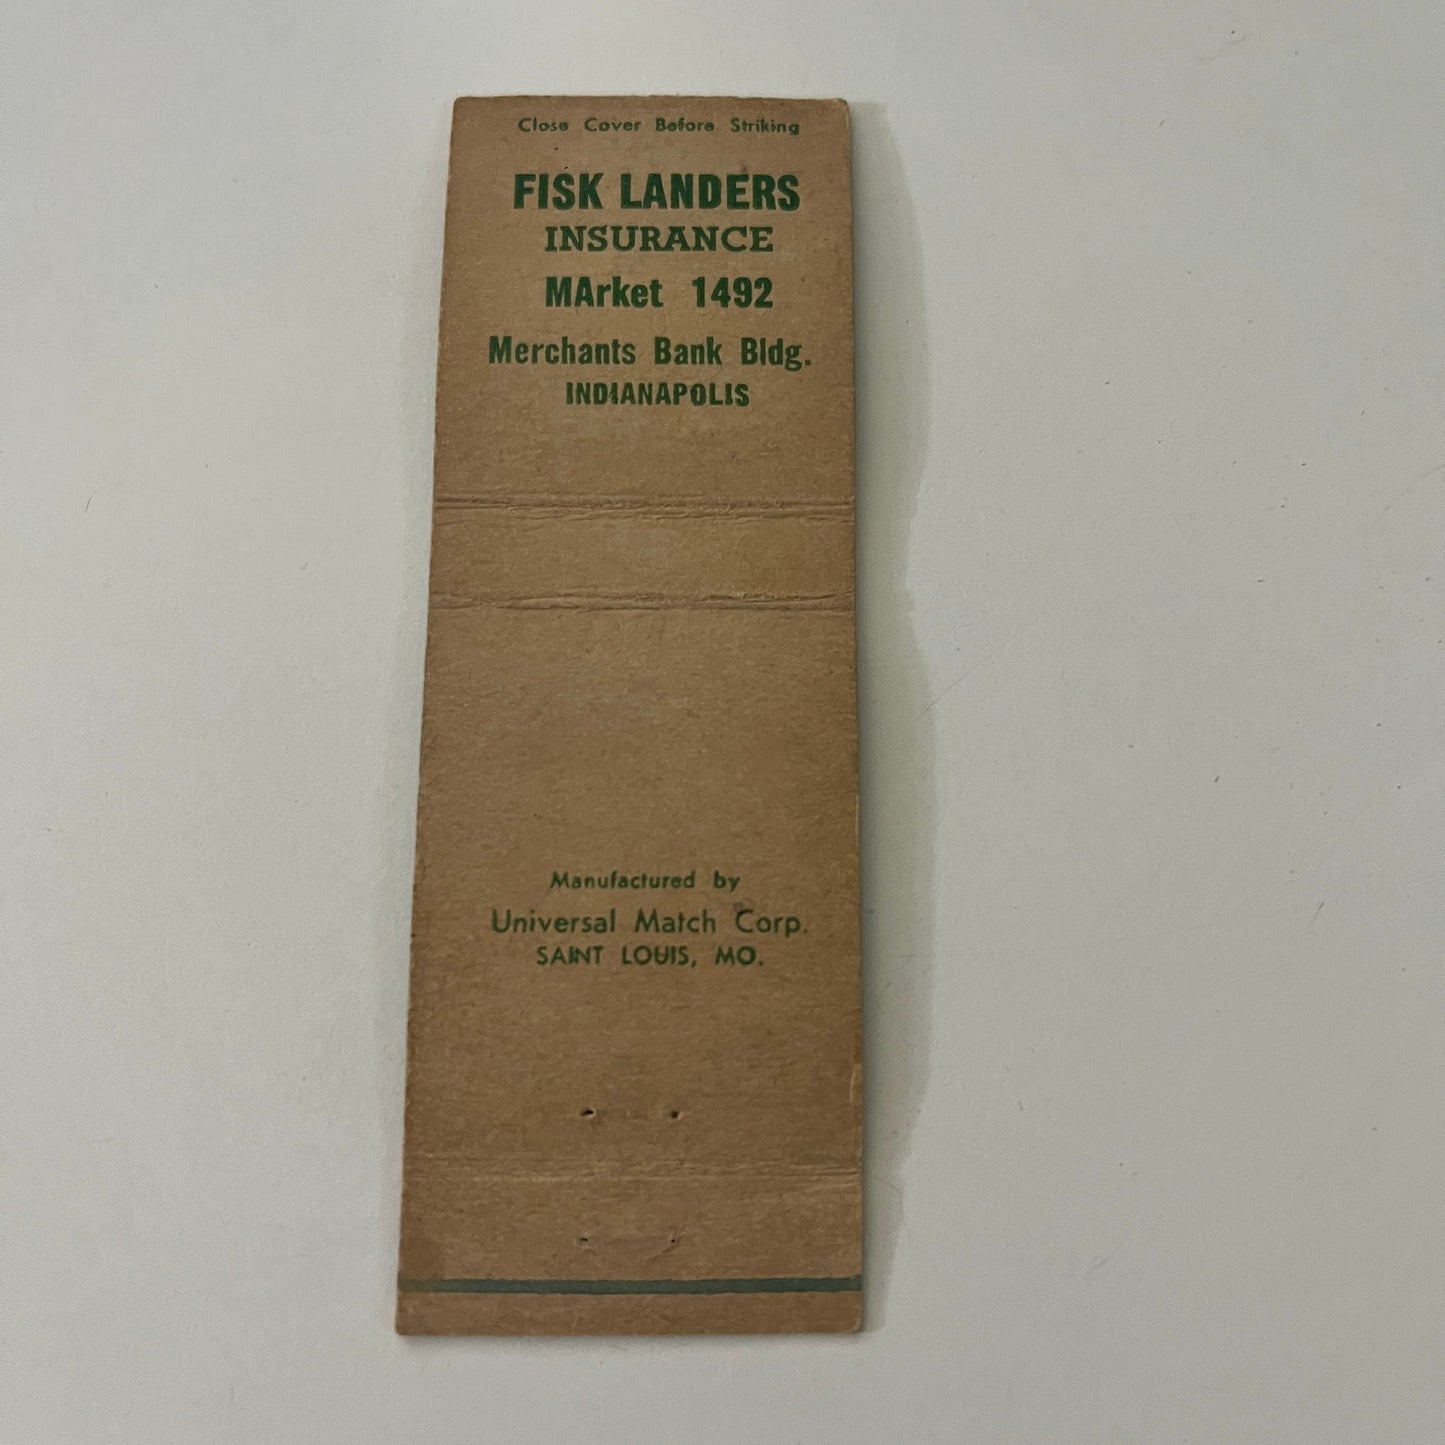 Close Cover Before Striking
FISK LANDERS
INSURANCE
MArket 1492
Merchants Bank Bldg.
INDIANAPOLIS
Manufactured by
Universal Match Corp.
SAINT LOUIS, MO.